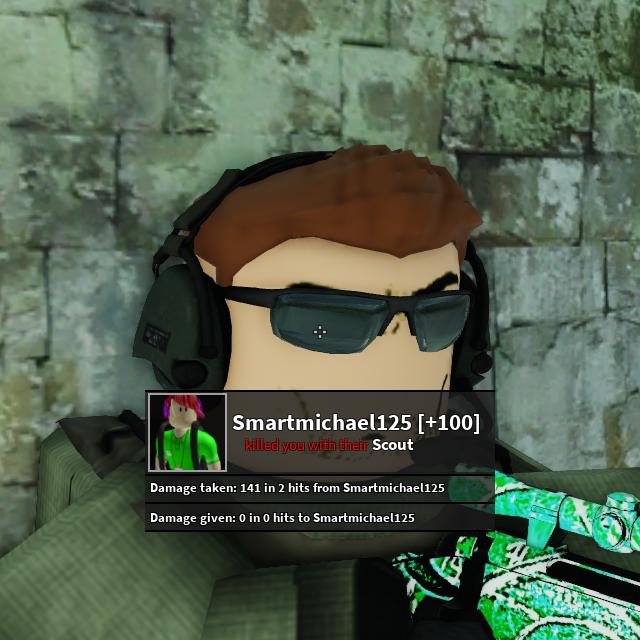 Smartmichael125 [+100]
killed you with their Scout
Damage taken: 141 in 2 hits from Smartmichael125
Damage given: 0 in 0 hits to Smartmichael125